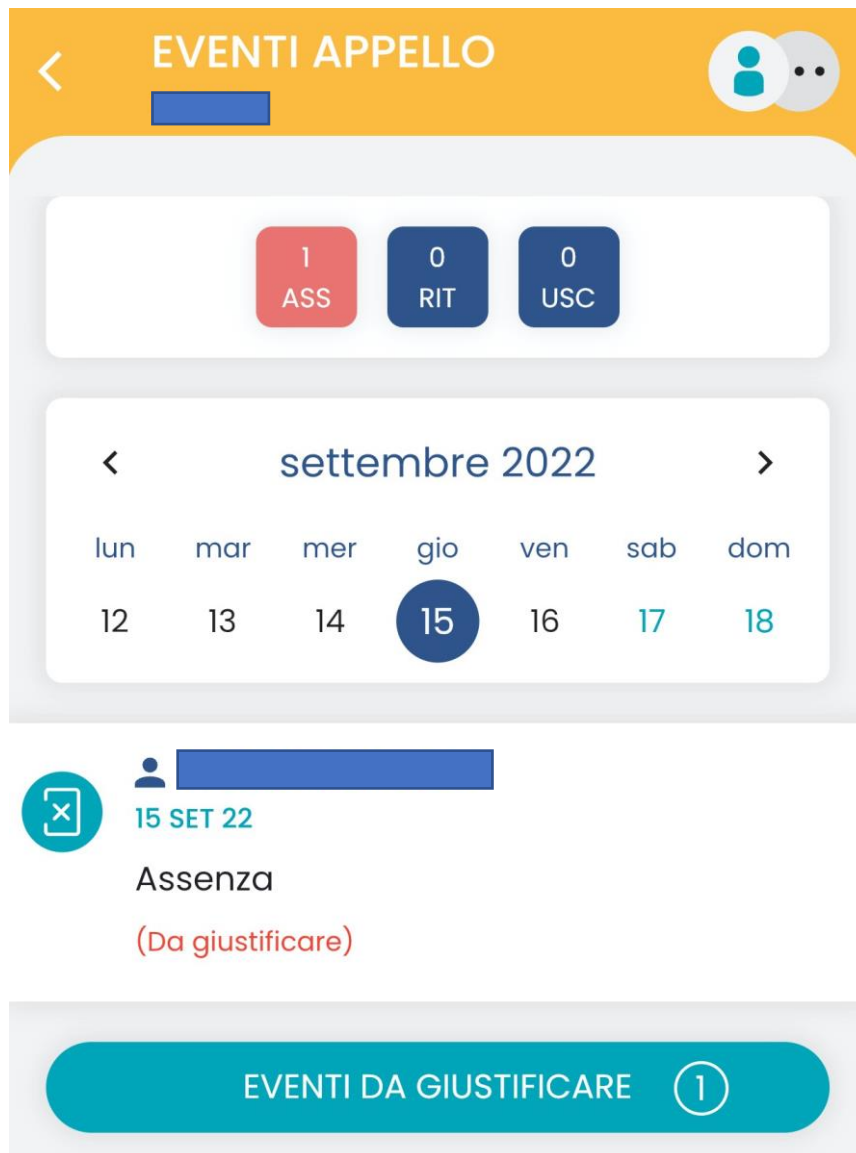 EVENTI APPELLO
1 0 0
ASS RIT USC
settembre 2022
lun mar mer gio ven sab dom
12 13 14 15 16 17 18
15 SET 22
Assenza
(Da giustificare)
EVENTI DA GIUSTIFICARE 1